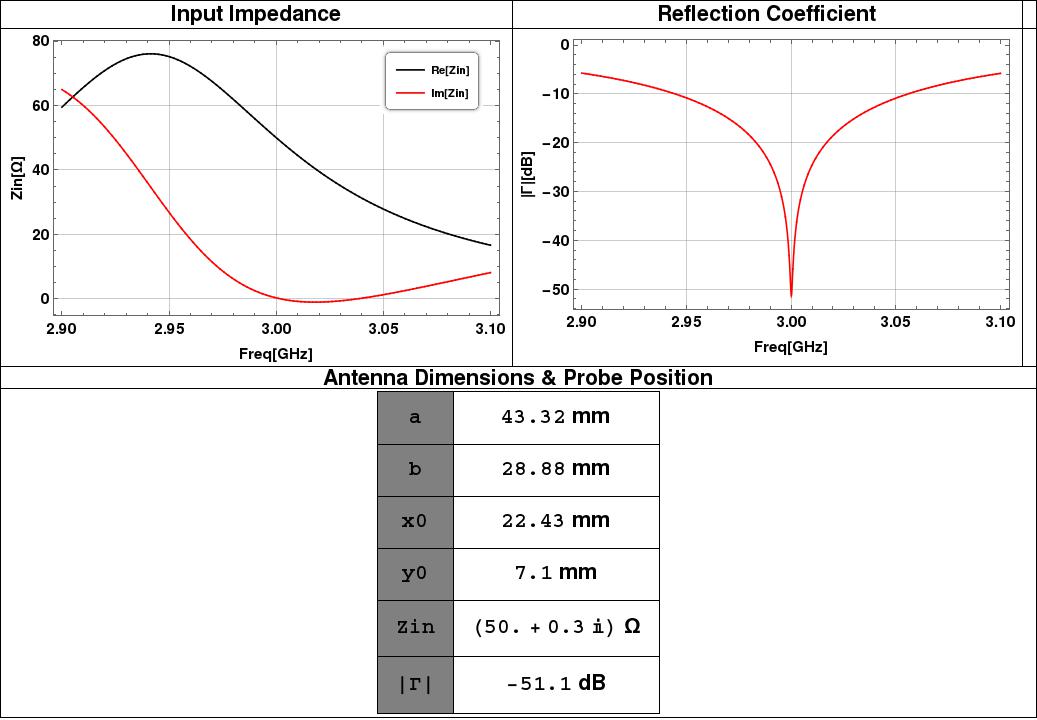 Input Impedance
Reflection Coefficient
80
60
40
20
0
Zin[Ω]
Re[Zin]
Im[Zin]
2.90 2.95 3.00 3.05 3.10
Freq[GHz]
0
−10
−20
−30
−40
−50
|Γ|[dB]
2.90 2.95 3.00 3.05 3.10
Freq[GHz]
Antenna Dimensions & Probe Position
a 43.32 mm
b 28.88 mm
x0 22.43 mm
y0 7.1 mm
Zin (50. + 0.3 i) Ω
|Γ| −51.1 dB